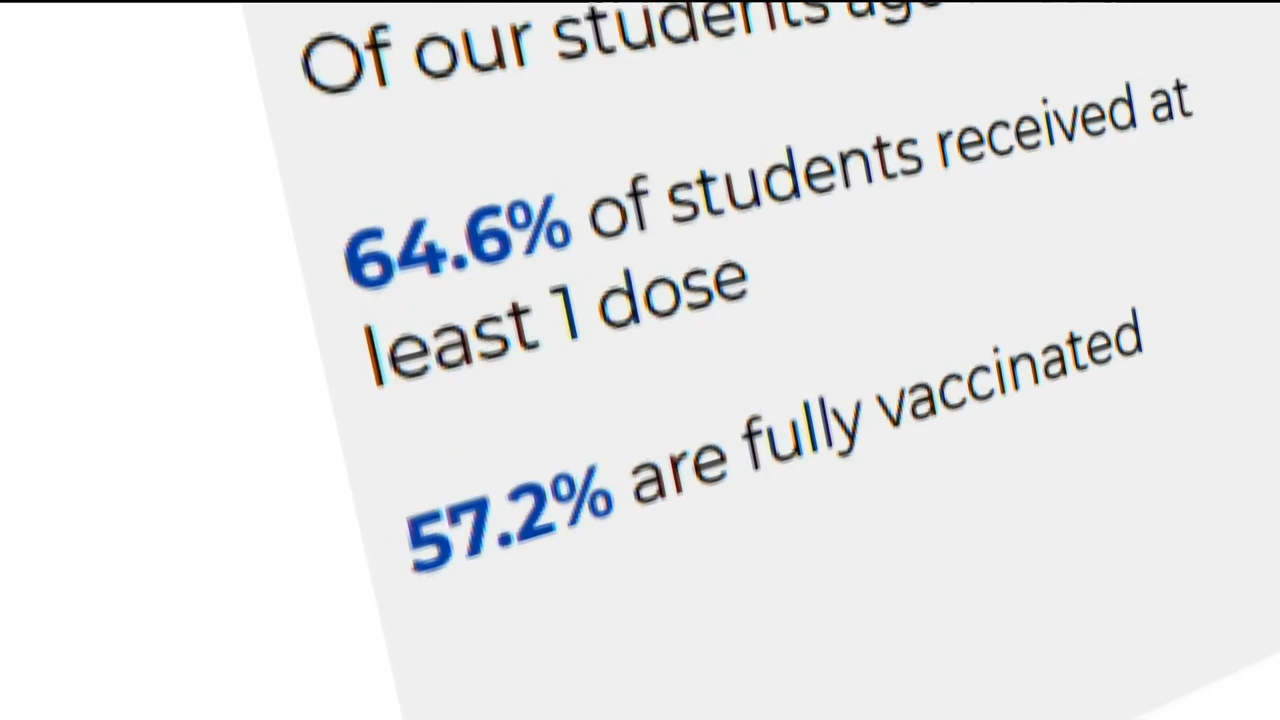 Of our students
64.6% of students received at
least 1 dose
57.2% are fully vaccinated